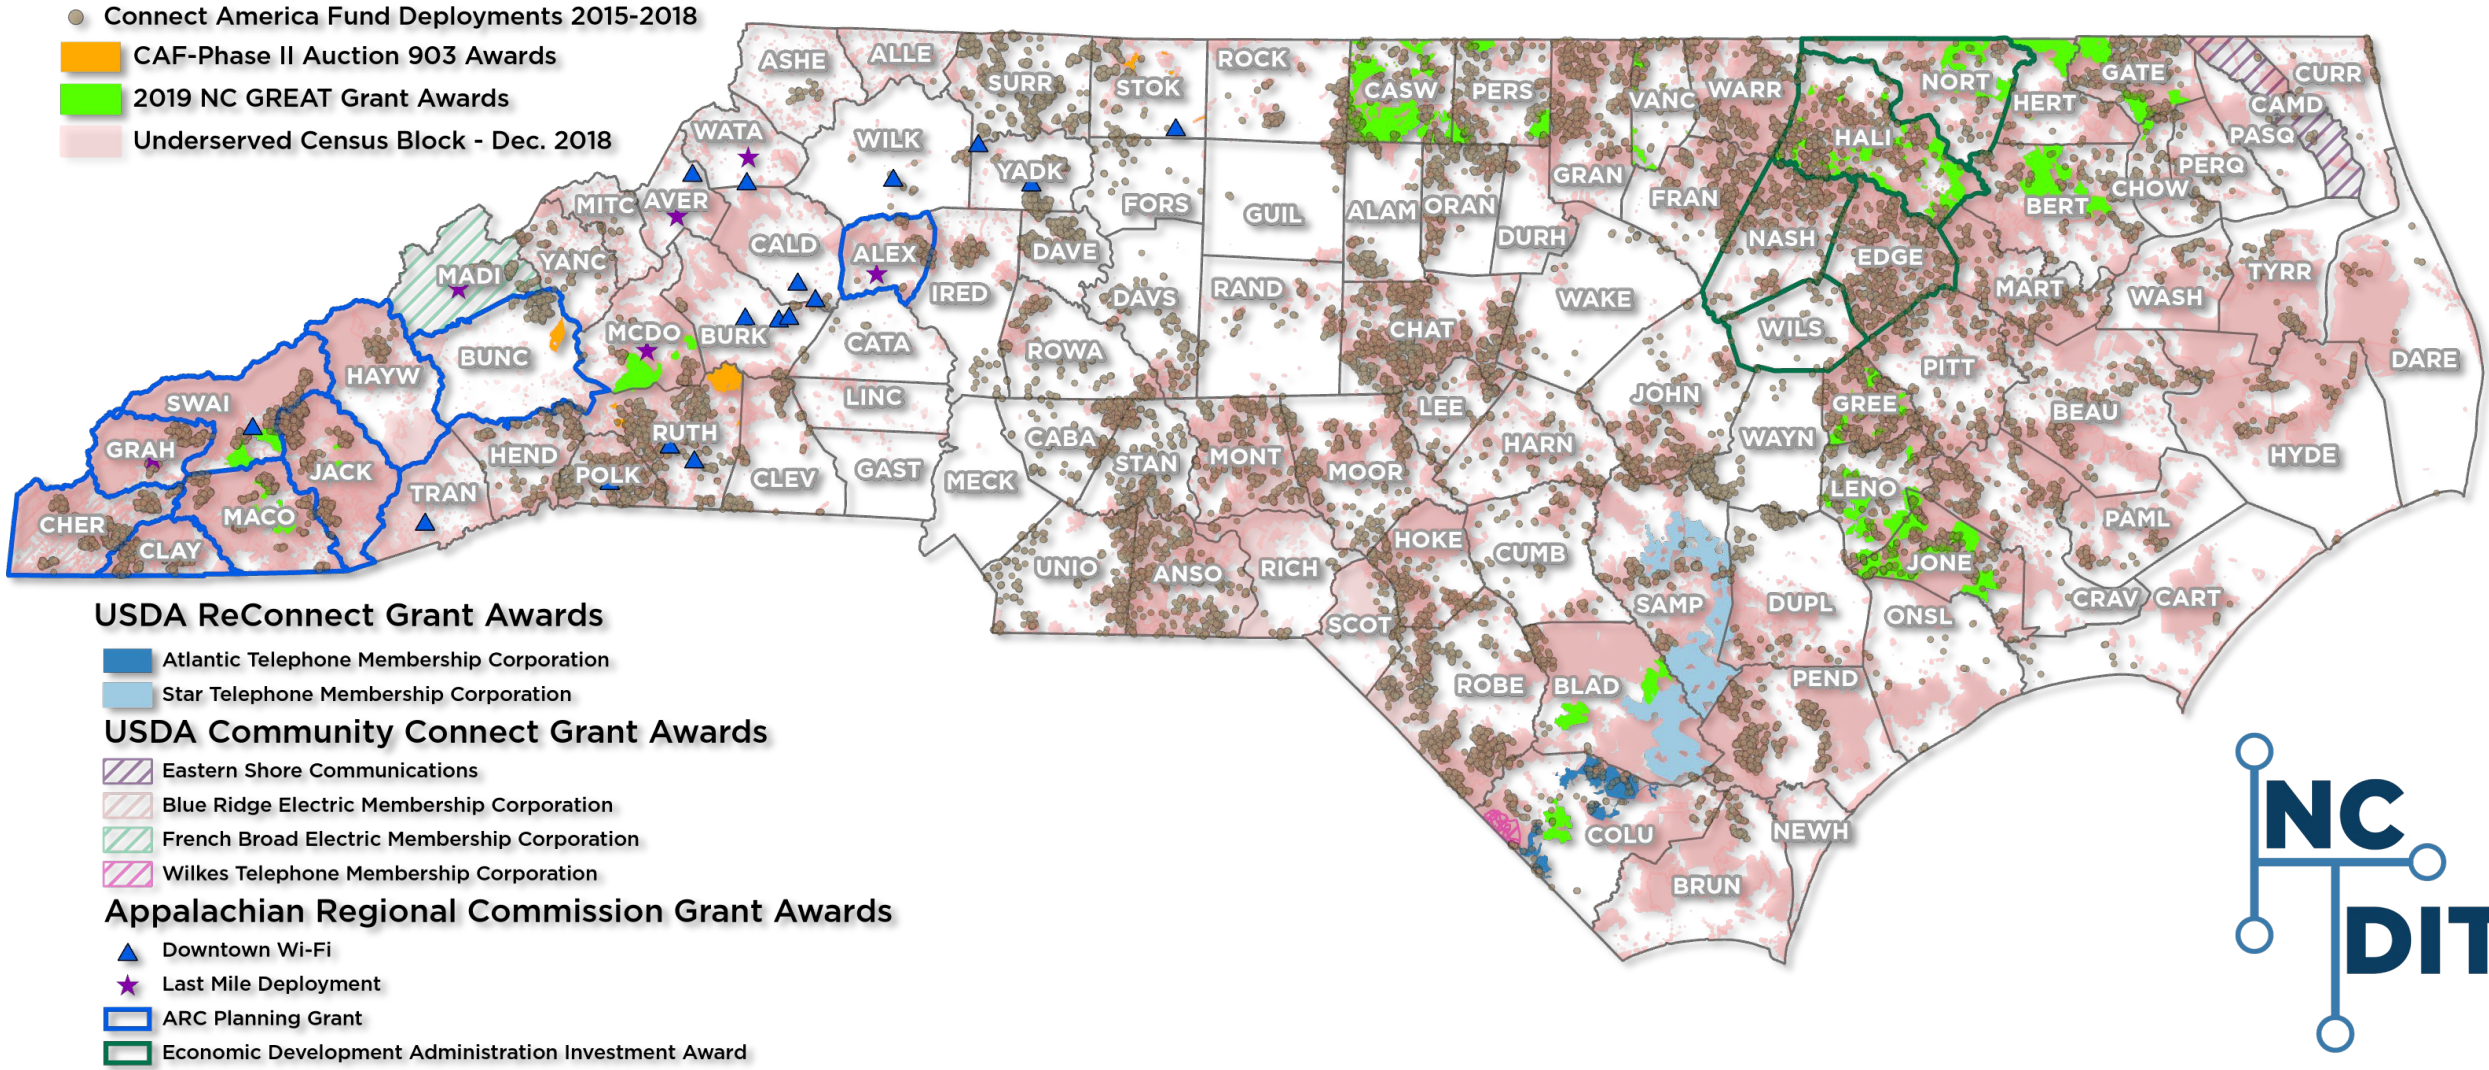 Connect America Fund Deployments 2015-2018
CAF-Phase II Auction 903 Awards
2019 NC GREAT Grant Awards
Underserved Census Block - Dec. 2018
ASHE
ALLE
SURR
STOK
ROCK
CASW
PERS
VANC
WARR
NORT
HERT
GATE
CURR
CAMD
PASQ
PERQ
CHOW
WATA
WILK
YADK
FORS
GUIL
ALAM
ORAN
DURH
GRAN
FRAN
HALI
BERT
MITC
AVER
CALD
ALEX
IRED
DAVE
DAVS
RAND
CHAT
WAKE
NASH
EDGE
MART
WASH
TYRR
DARE
MADI
YANC
MCDO
BURK
CATA
ROWA
WILS
PITT
BUNC
HAYW
SWAI
GRAH
JACK
HEND
RUTH
POLK
CLEV
LINC
GAST
MECK
CABA
STAN
MONT
MOOR
LEE
HARN
JOHN
WAYN
GREE
BEAU
HYDE
TRAN
CHER
CLAY
MACO
UNIO
ANSO
RICH
HOKE
CUMB
SAMP
DUPL
LENO
JONE
PAML
CRAV
CART
ONSL
SCOT
ROBE
BLAD
PEND
COLU
NEWH
BRUN
USDA ReConnect Grant Awards
Atlantic Telephone Membership Corporation
Star Telephone Membership Corporation
USDA Community Connect Grant Awards
Eastern Shore Communications
Blue Ridge Electric Membership Corporation
French Broad Electric Membership Corporation
Wilkes Telephone Membership Corporation
Appalachian Regional Commission Grant Awards
Downtown Wi-Fi
Last Mile Deployment
ARC Planning Grant
Economic Development Administration Investment Award
NC
DIT